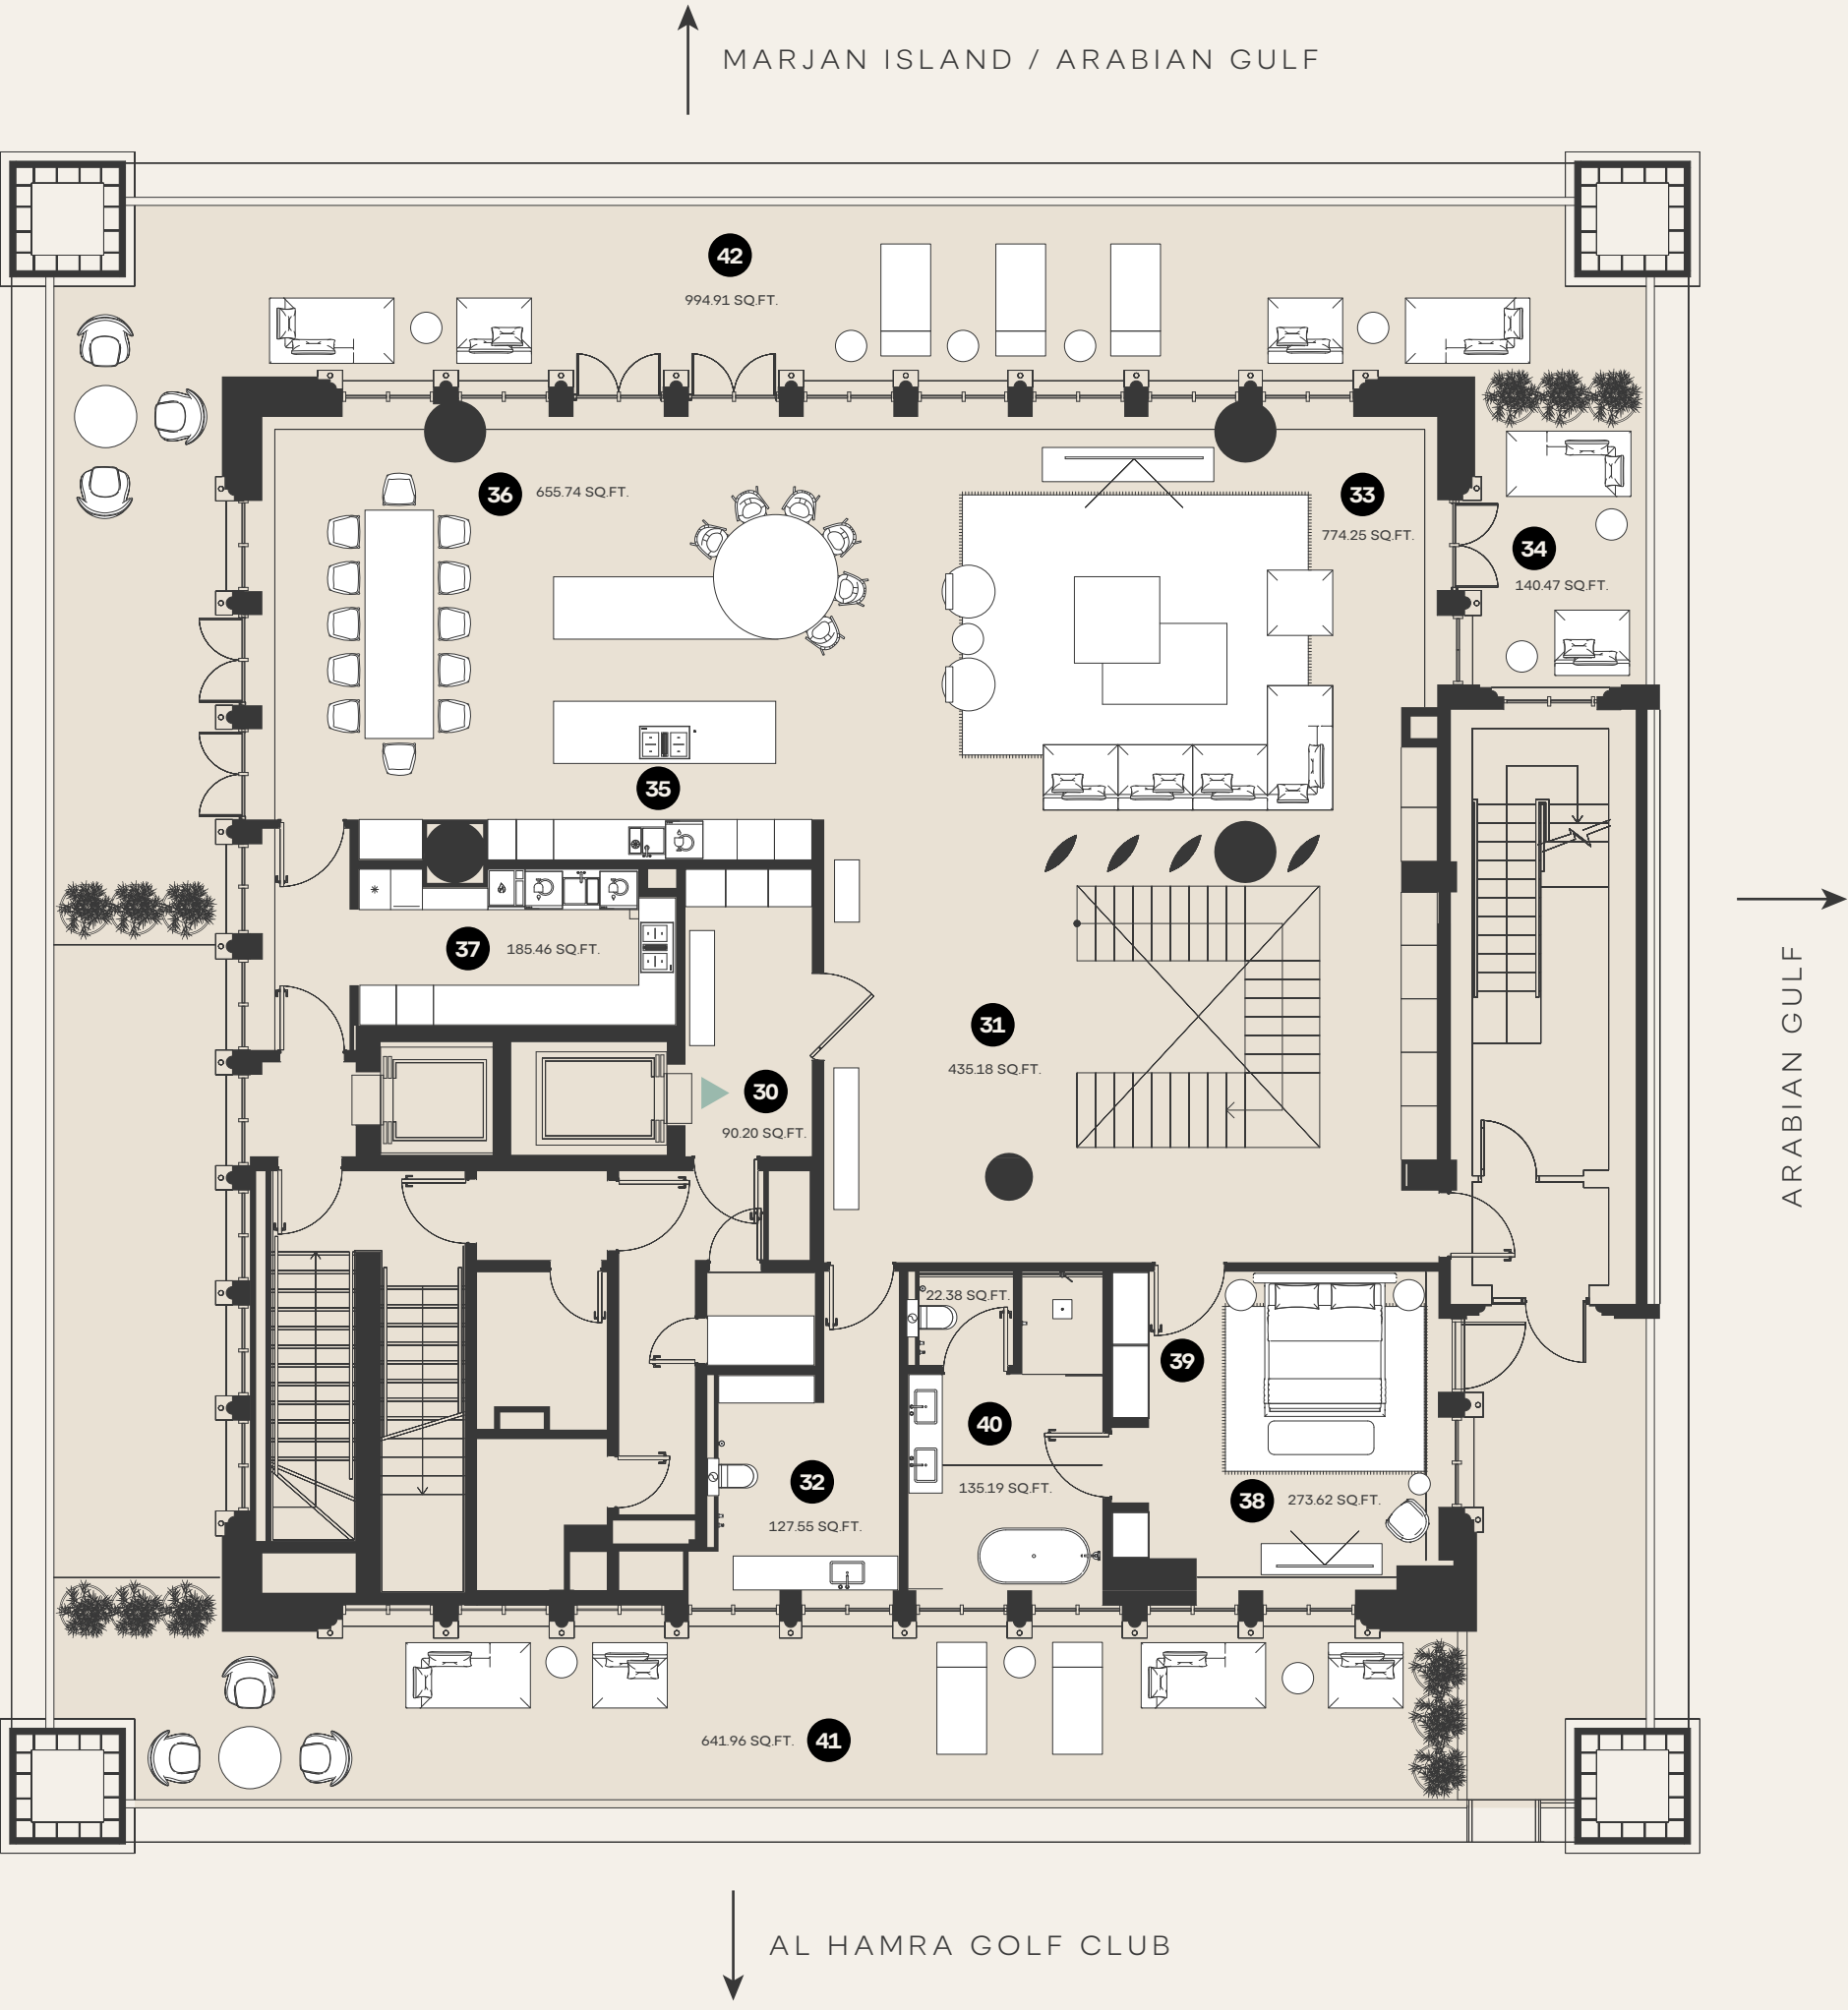 MARJAN ISLAND / ARABIAN GULF
42
994.91 SQ.FT.
36
655.74 SQ.FT.
33
774.25 SQ.FT.
34
140.47 SQ.FT.
35
37
185.46 SQ.FT.
31
435.18 SQ.FT.
30
90.20 SQ.FT.
ARABIAN GULF
22.38 SQ.FT.
39
40
135.19 SQ.FT.
32
127.55 SQ.FT.
38
273.62 SQ.FT.
641.96 SQ.FT.
41
AL HAMRA GOLF CLUB